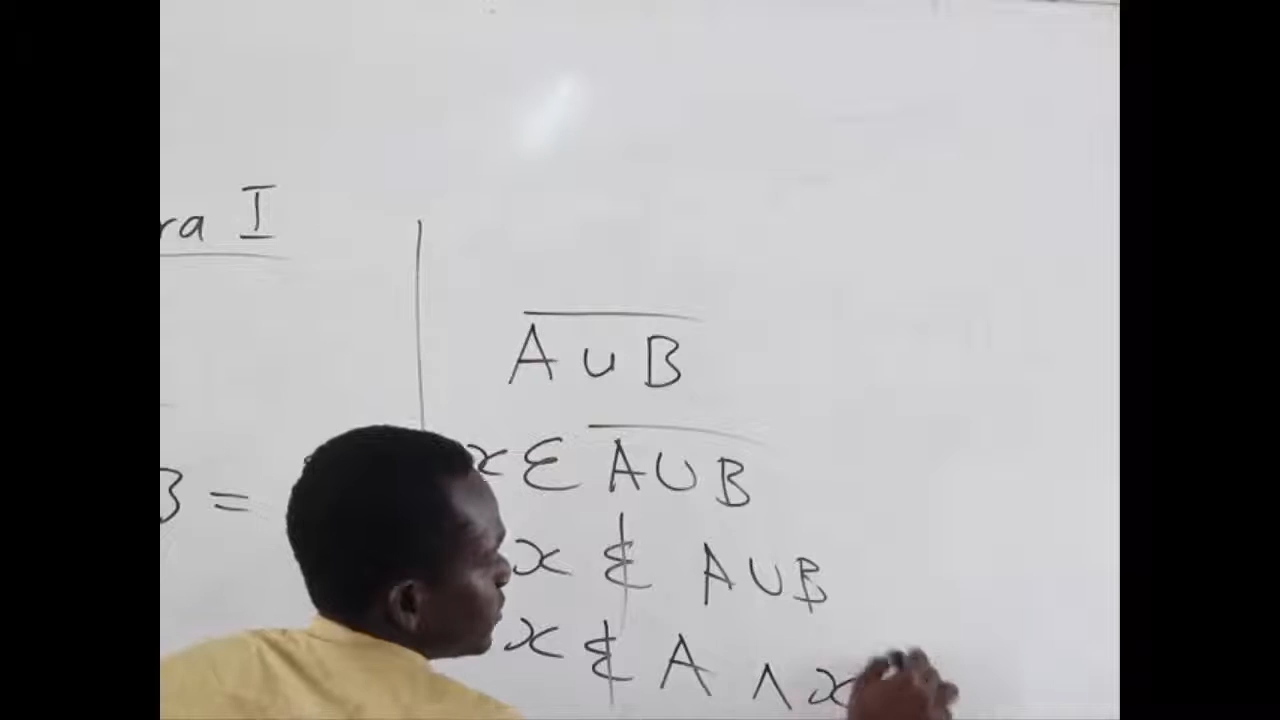 ra I
B =
A ∪ B
x ∈ A ∪ B
x ∉ A ∪ B
x ∉ A ∧ x